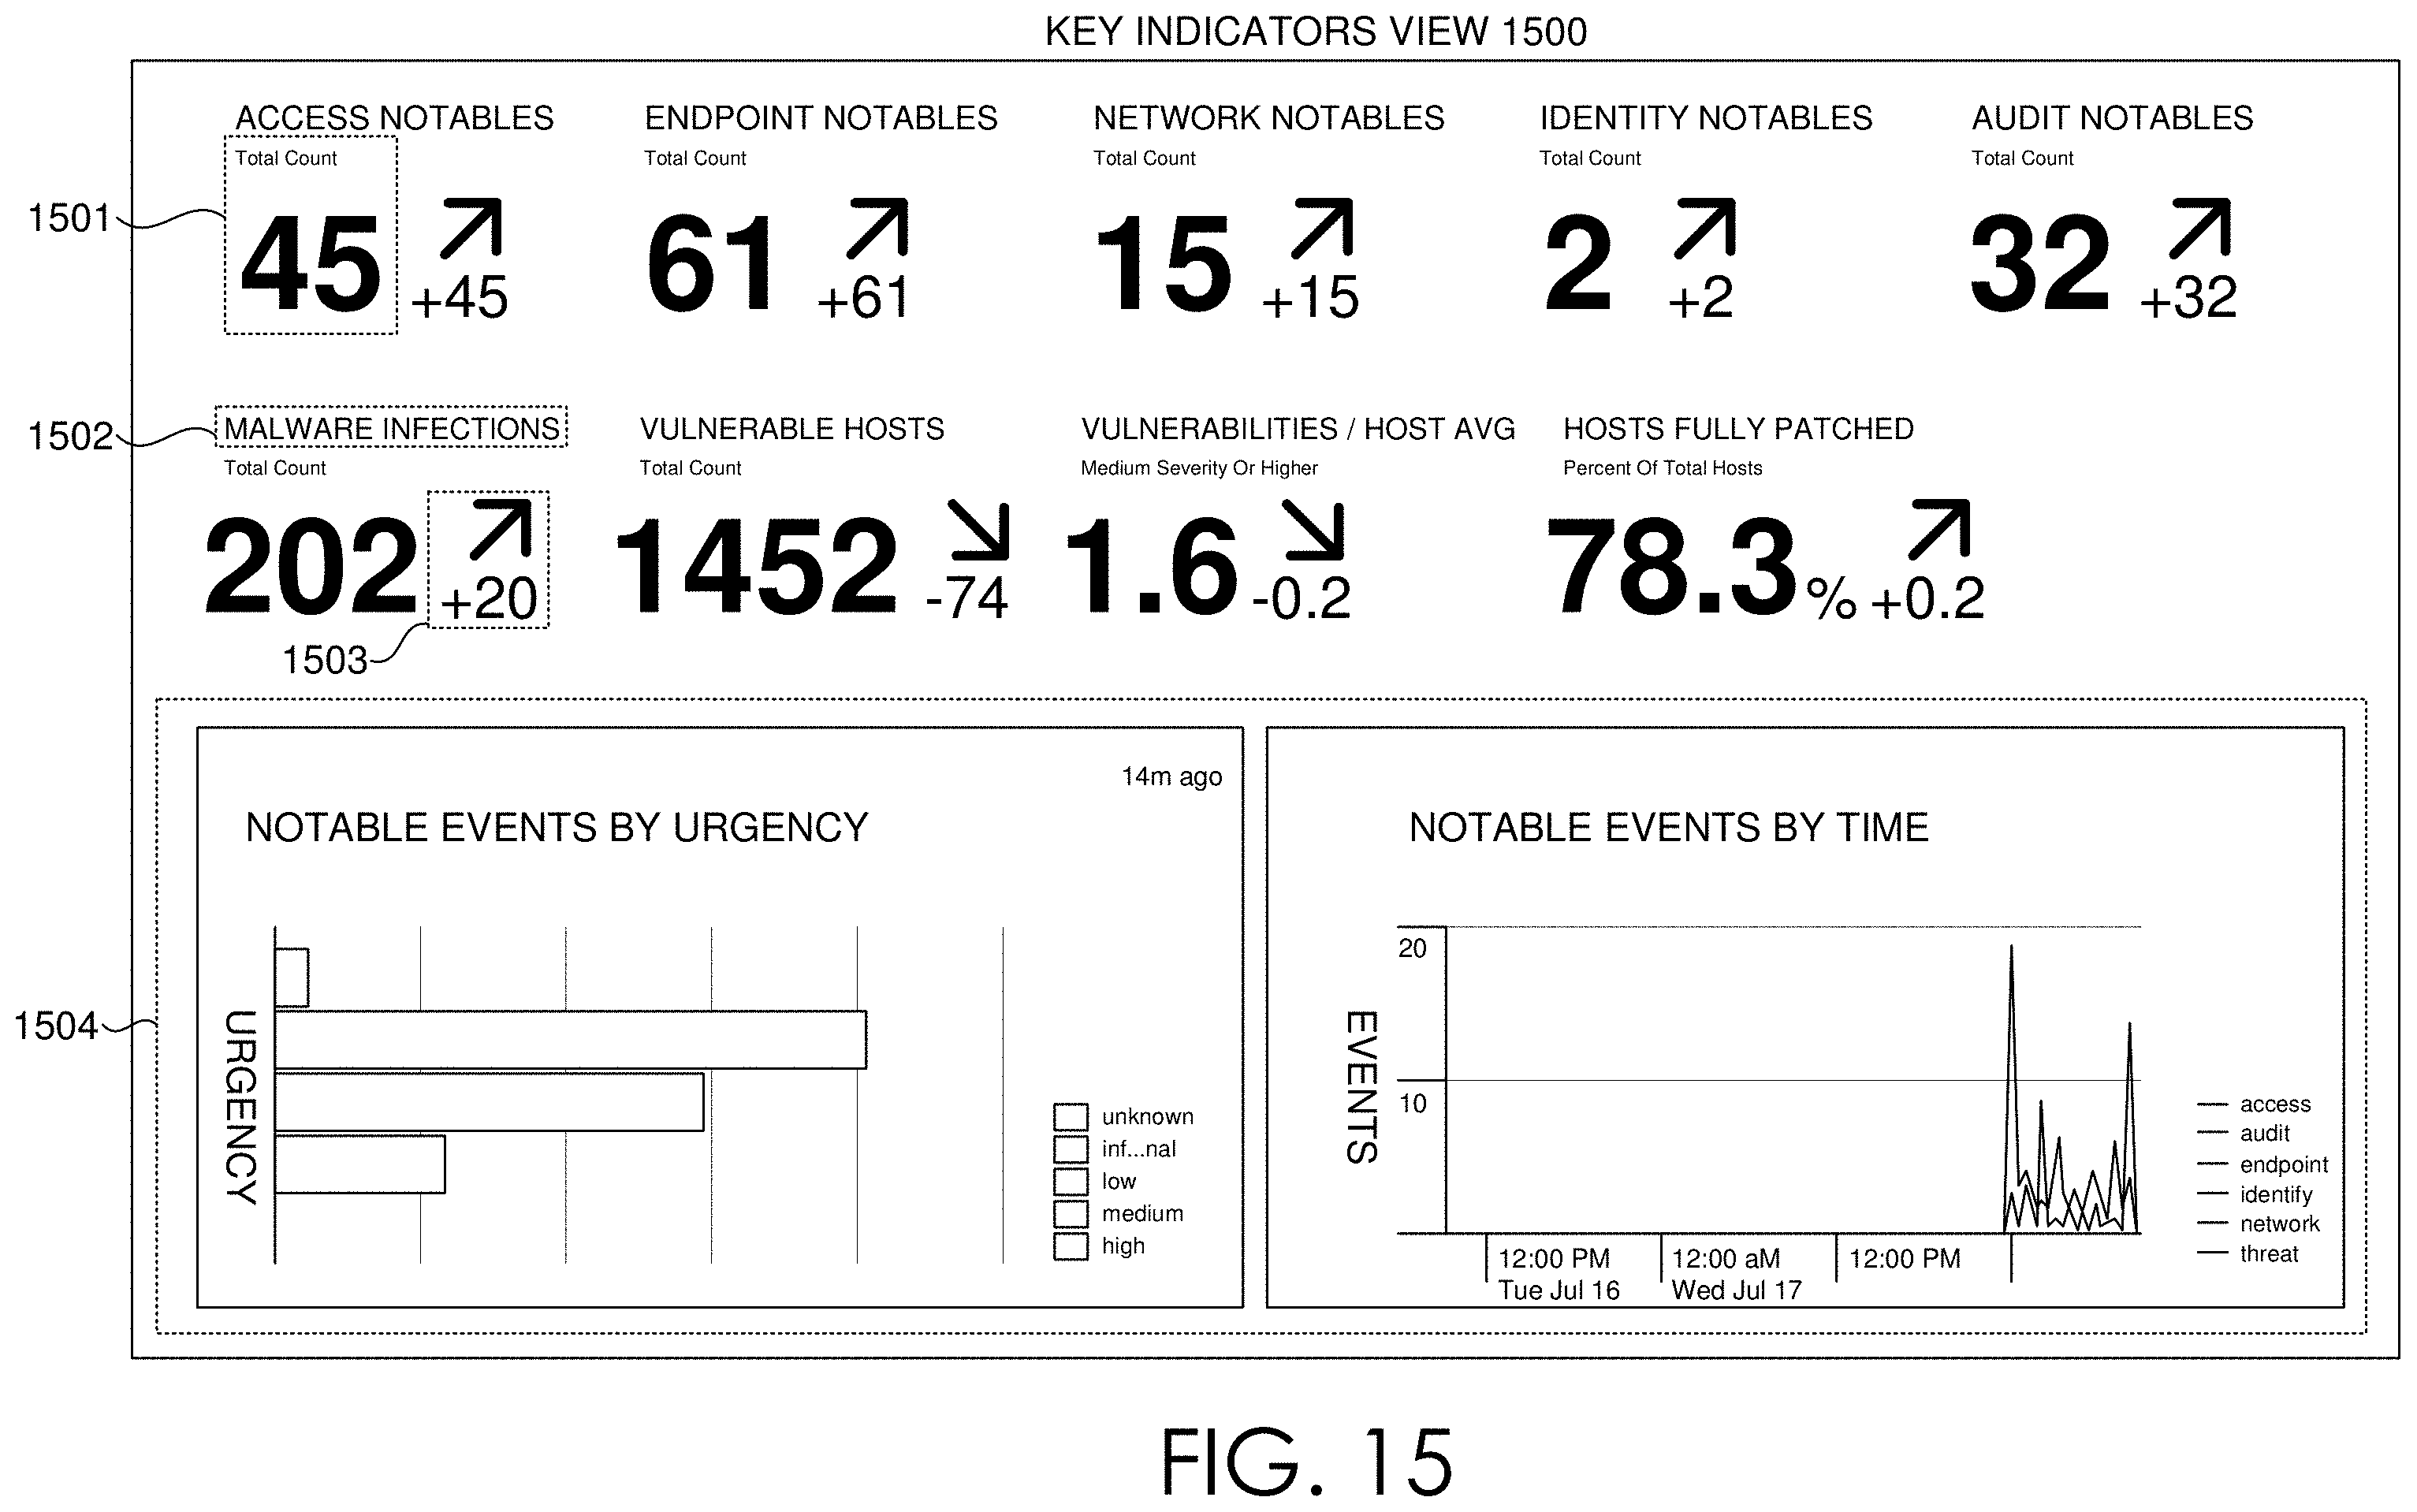 KEY INDICATORS VIEW 1500
ACCESS NOTABLES ENDPOINT NOTABLES NETWORK NOTABLES IDENTITY NOTABLES AUDIT NOTABLES
Total Count Total Count Total Count Total Count Total Count
1501
45 +45 61 +61 15 +15 2 +2 32 +32
1502
MALWARE INFECTIONS VULNERABLE HOSTS VULNERABILITIES / HOST AVG HOSTS FULLY PATCHED
Total Count Total Count Medium Severity Or Higher Percent Of Total Hosts
202 +20 1452 -74 1.6 -0.2 78.3 % +0.2
1503
1504
14m ago
NOTABLE EVENTS BY URGENCY
URGENCY
unknown
inf...nal
low
medium
high
NOTABLE EVENTS BY TIME
EVENTS
20
10
12:00 PM 12:00 aM 12:00 PM
Tue Jul 16 Wed Jul 17
access
audit
endpoint
identify
network
threat
FIG. 15